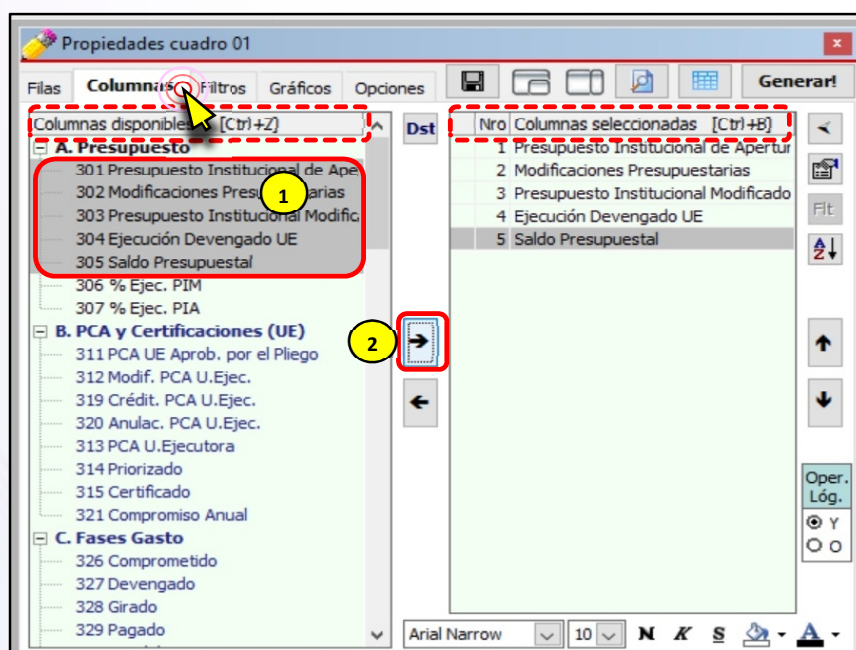 Propiedades cuadro 01
x
Filas Columnas Filtros Gráficos Opciones Generar!
Columnas disponibles [Ctrl+Z]
A. Presupuesto
301 Presupuesto Institucional de Ape
302 Modificaciones Presu arias
303 Presupuesto Institucional Modific
304 Ejecución Devengado UE
305 Saldo Presupuestal
306 % Ejec. PIM
307 % Ejec. PIA
B. PCA y Certificaciones (UE)
311 PCA UE Aprob. por el Pliego
312 Modif. PCA U.Ejec.
319 Crédit. PCA U.Ejec.
320 Anulac. PCA U.Ejec.
313 PCA U.Ejecutora
314 Priorizado
315 Certificado
321 Compromiso Anual
C. Fases Gasto
326 Comprometido
327 Devengado
328 Girado
329 Pagado
1
Dst
2
Nro Columnas seleccionadas [Ctrl+B]
1 Presupuesto Institucional de Apertur
2 Modificaciones Presupuestarias
3 Presupuesto Institucional Modificado
4 Ejecución Devengado UE
5 Saldo Presupuestal
Flt
A
Z
Oper.
Lóg.
Y
O
Arial Narrow 10 N K S A